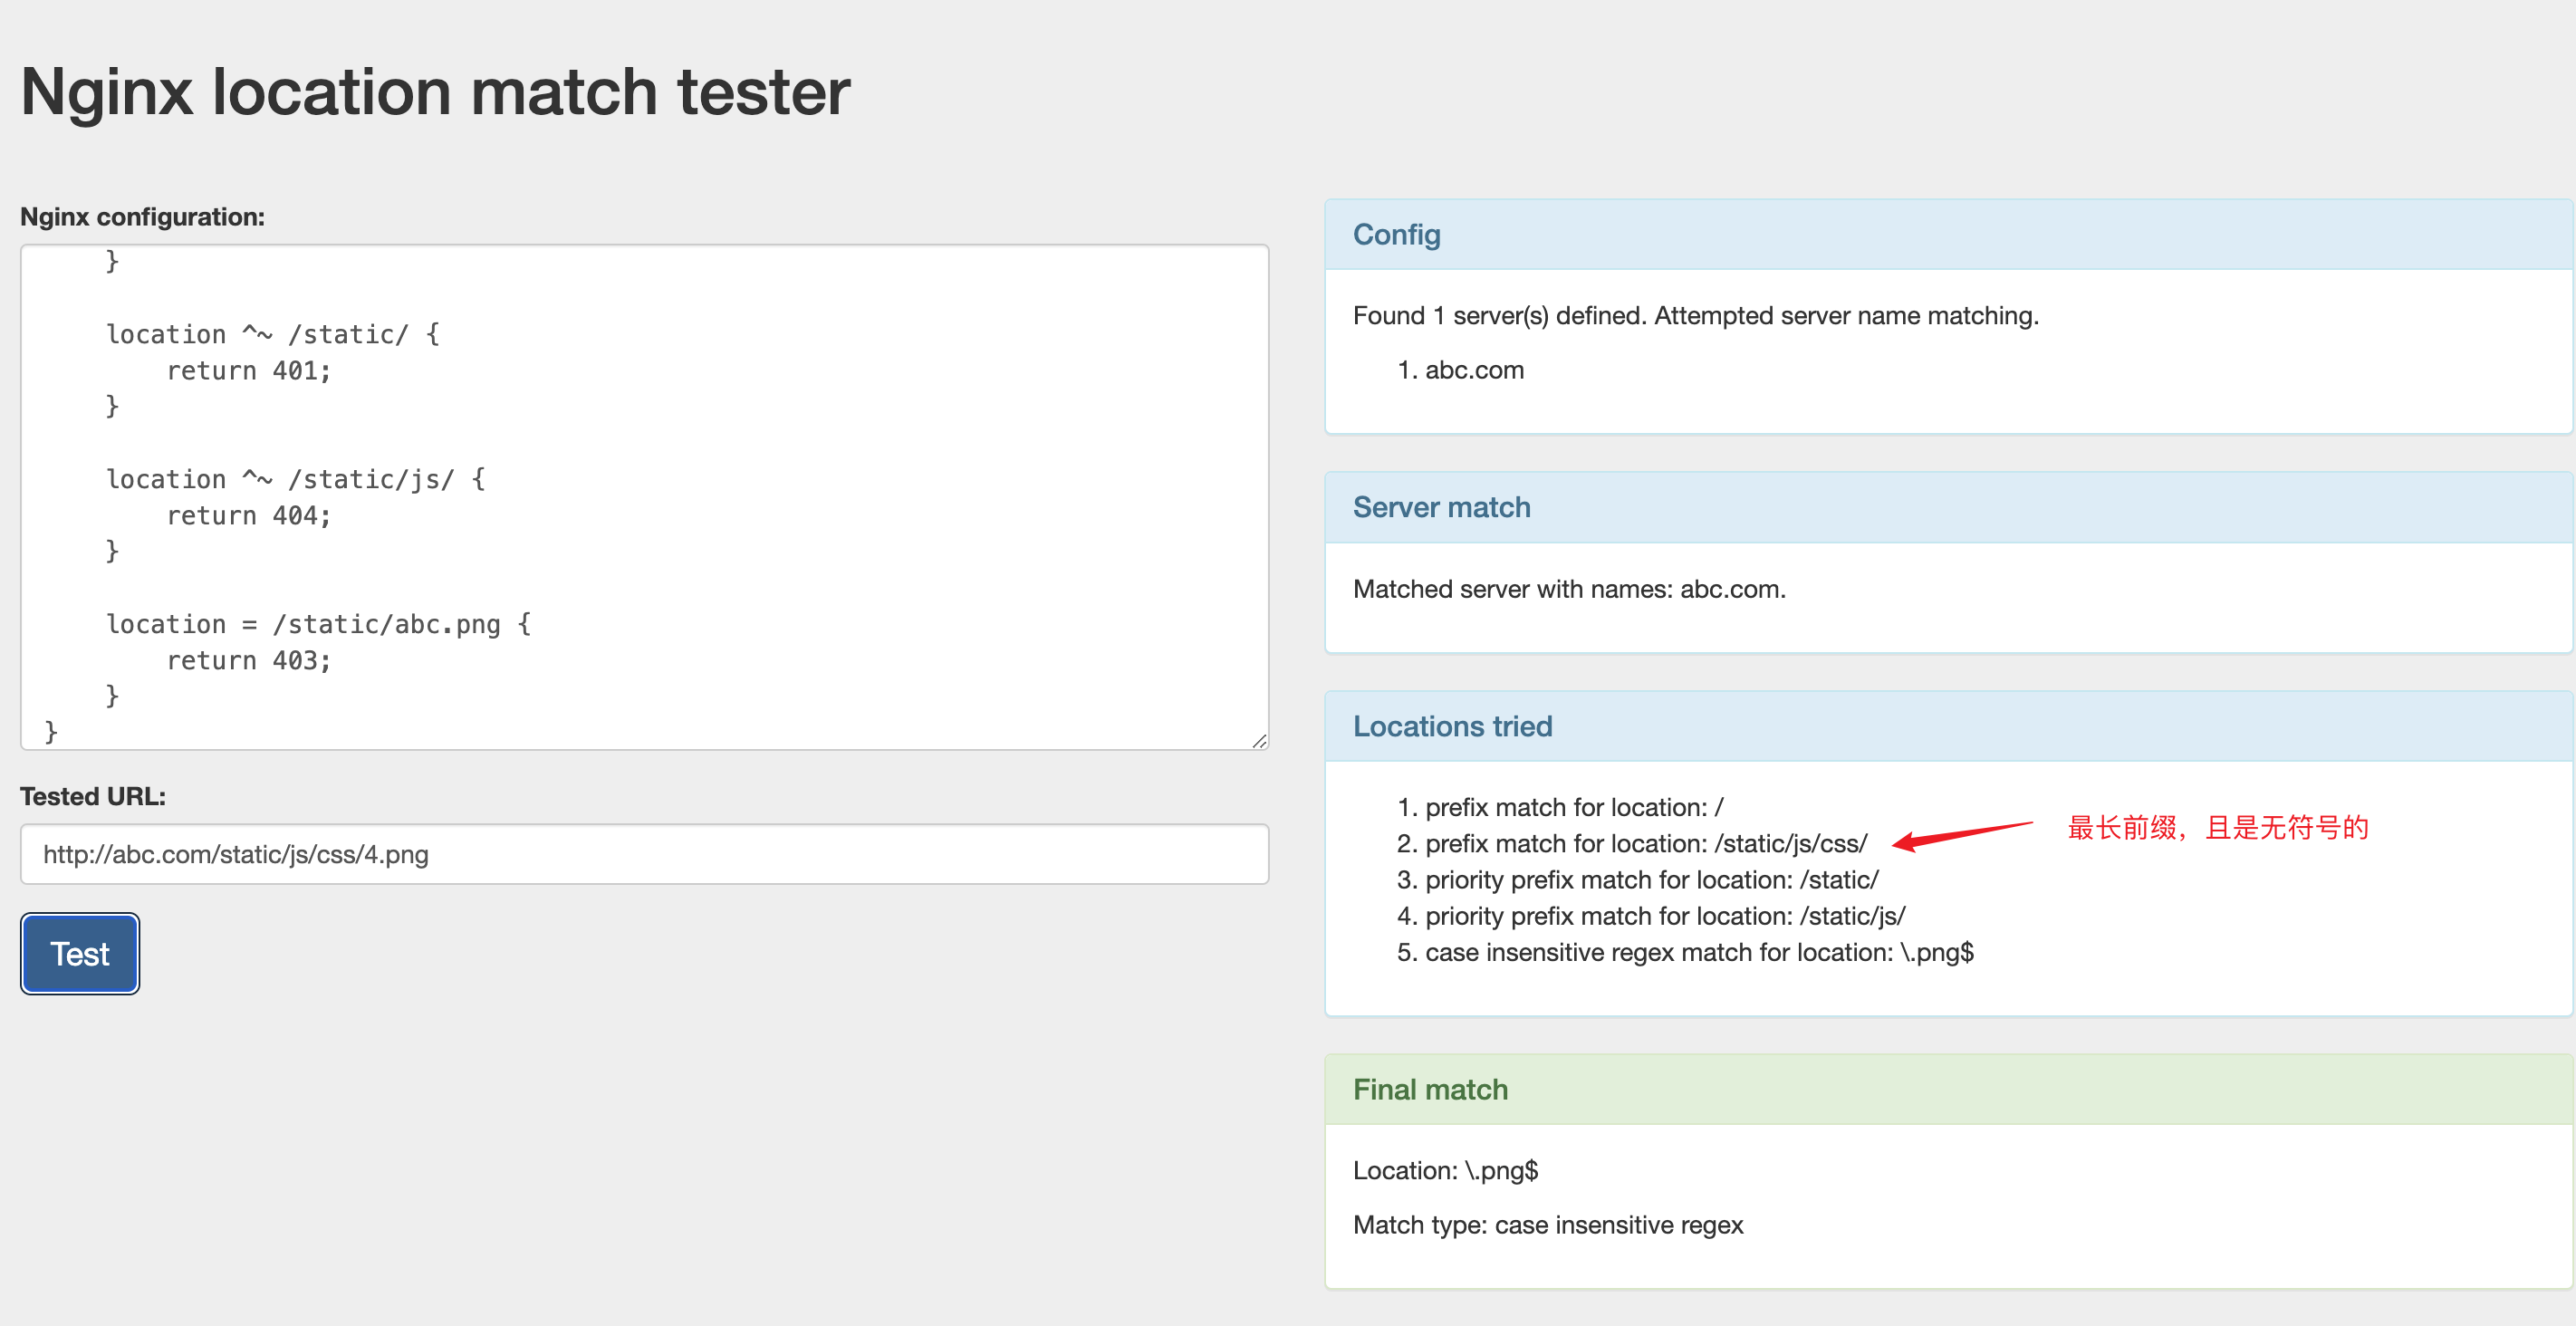 Nginx location match tester
Nginx configuration:
}
location ^~ /static/ {
return 401;
}
location ^~ /static/js/ {
return 404;
}
location = /static/abc.png {
return 403;
}
}
Tested URL:
http://abc.com/static/js/css/4.png
Test
Config
Found 1 server(s) defined. Attempted server name matching.
1. abc.com
Server match
Matched server with names: abc.com.
Locations tried
1. prefix match for location: /
2. prefix match for location: /static/js/css/
最长前缀，且是无符号的
3. priority prefix match for location: /static/
4. priority prefix match for location: /static/js/
5. case insensitive regex match for location: \.png$
Final match
Location: \.png$
Match type: case insensitive regex